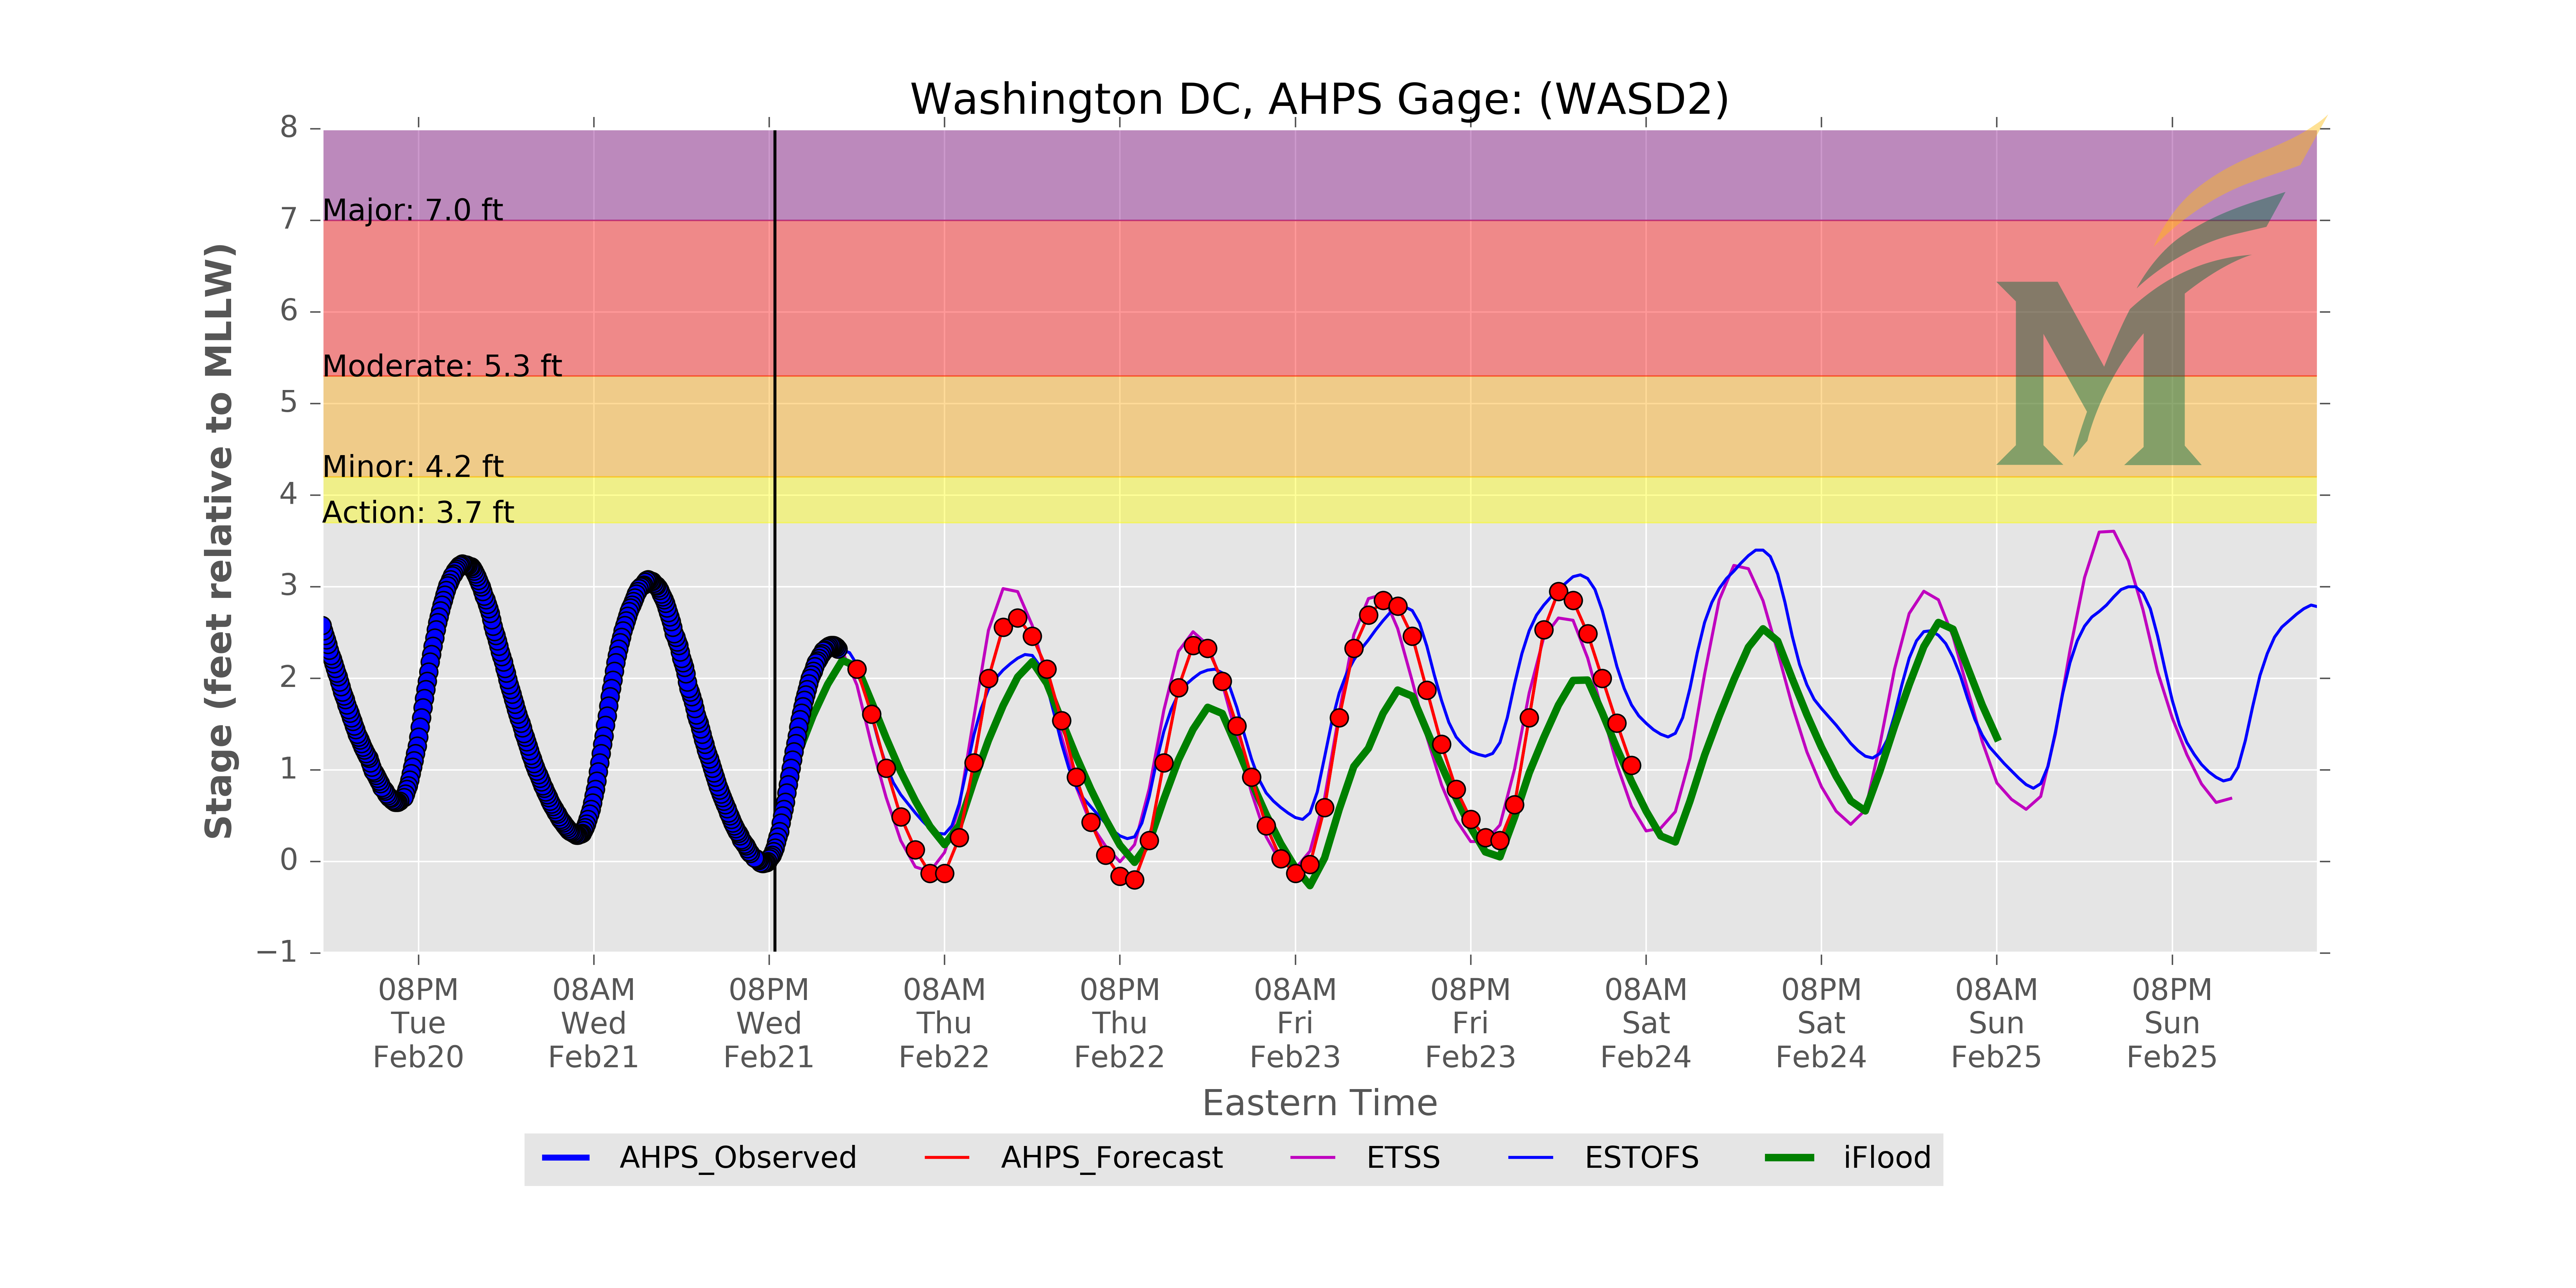 Washington DC, AHPS Gage: (WASD2)
Stage (feet relative to MLLW)
8
7
6
5
4
3
2
1
0
−1
Major: 7.0 ft
Moderate: 5.3 ft
Minor: 4.2 ft
Action: 3.7 ft
08PM 08AM 08PM 08AM 08PM 08AM 08PM 08AM 08PM 08AM 08PM
Tue Wed Wed Thu Thu Fri Fri Sat Sat Sun Sun
Feb20 Feb21 Feb21 Feb22 Feb22 Feb23 Feb23 Feb24 Feb24 Feb25 Feb25
Eastern Time
AHPS_Observed AHPS_Forecast ETSS ESTOFS iFlood
M